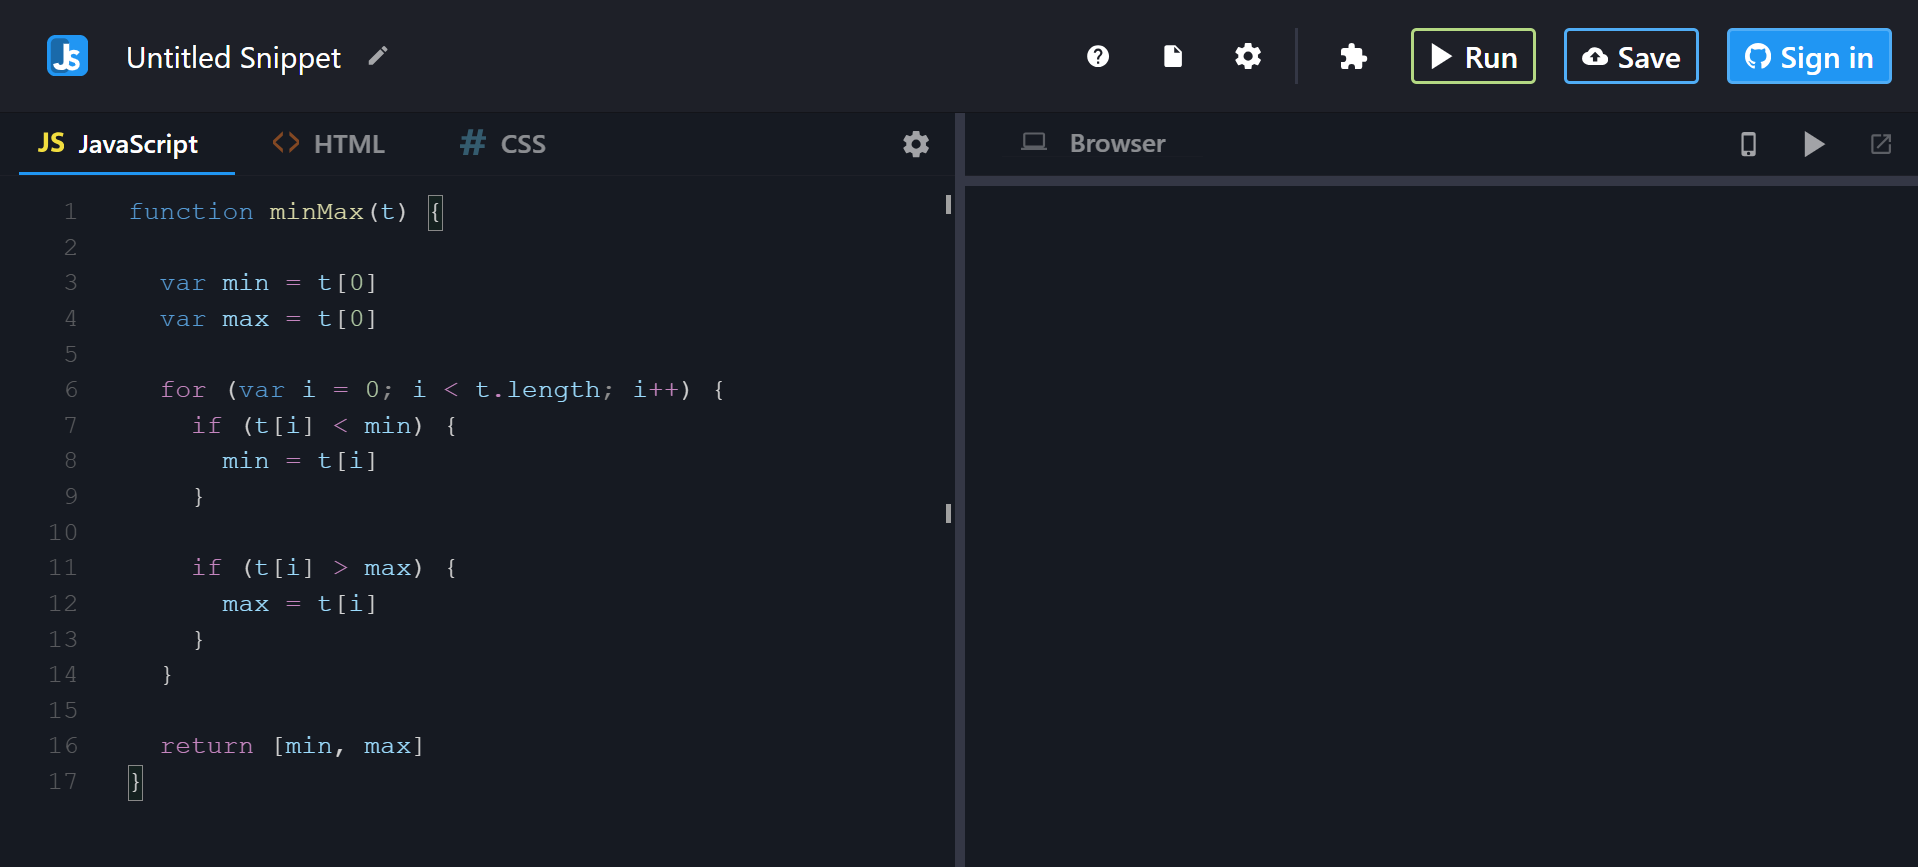 JS Untitled Snippet Run Save Sign in
JS JavaScript <> HTML # CSS Browser
1 function minMax(t) {
2
3   var min = t[0]
4   var max = t[0]
5
6   for (var i = 0; i < t.length; i++) {
7     if (t[i] < min) {
8       min = t[i]
9     }
10
11     if (t[i] > max) {
12       max = t[i]
13     }
14   }
15
16   return [min, max]
17 }